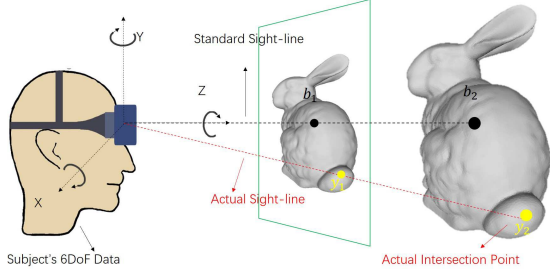 Y
Standard Sight-line
Z
b₁
b₂
X
y₁
Actual Sight-line
y₂
Subject's 6DoF Data
Actual Intersection Point